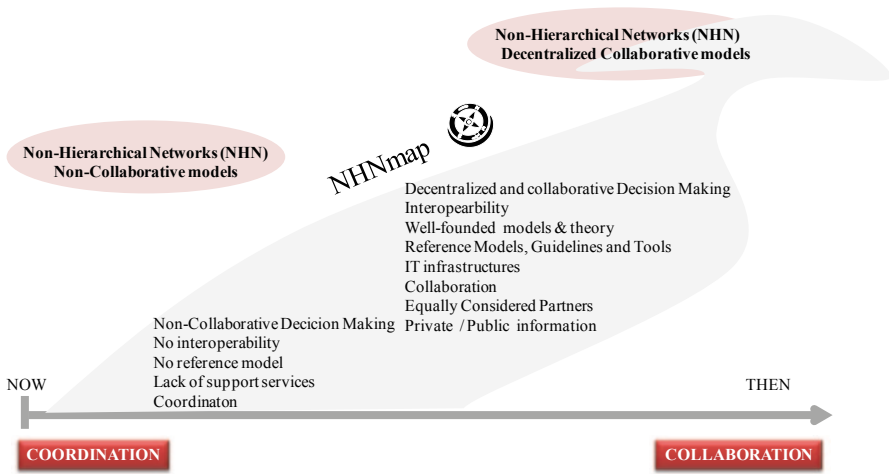 Non-Hierarchical Networks (NHN)
Decentralized Collaborative models
Non-Hierarchical Networks (NHN)
Non-Collaborative models
NHNmap
Decentralized and collaborative Decision Making
Interopearbility
Well-founded models & theory
Reference Models, Guidelines and Tools
IT infrastructures
Collaboration
Equally Considered Partners
Private / Public information
Non-Collaborative Decicion Making
No interoperability
No reference model
Lack of support services
Coordinaton
NOW
THEN
COORDINATION
COLLABORATION